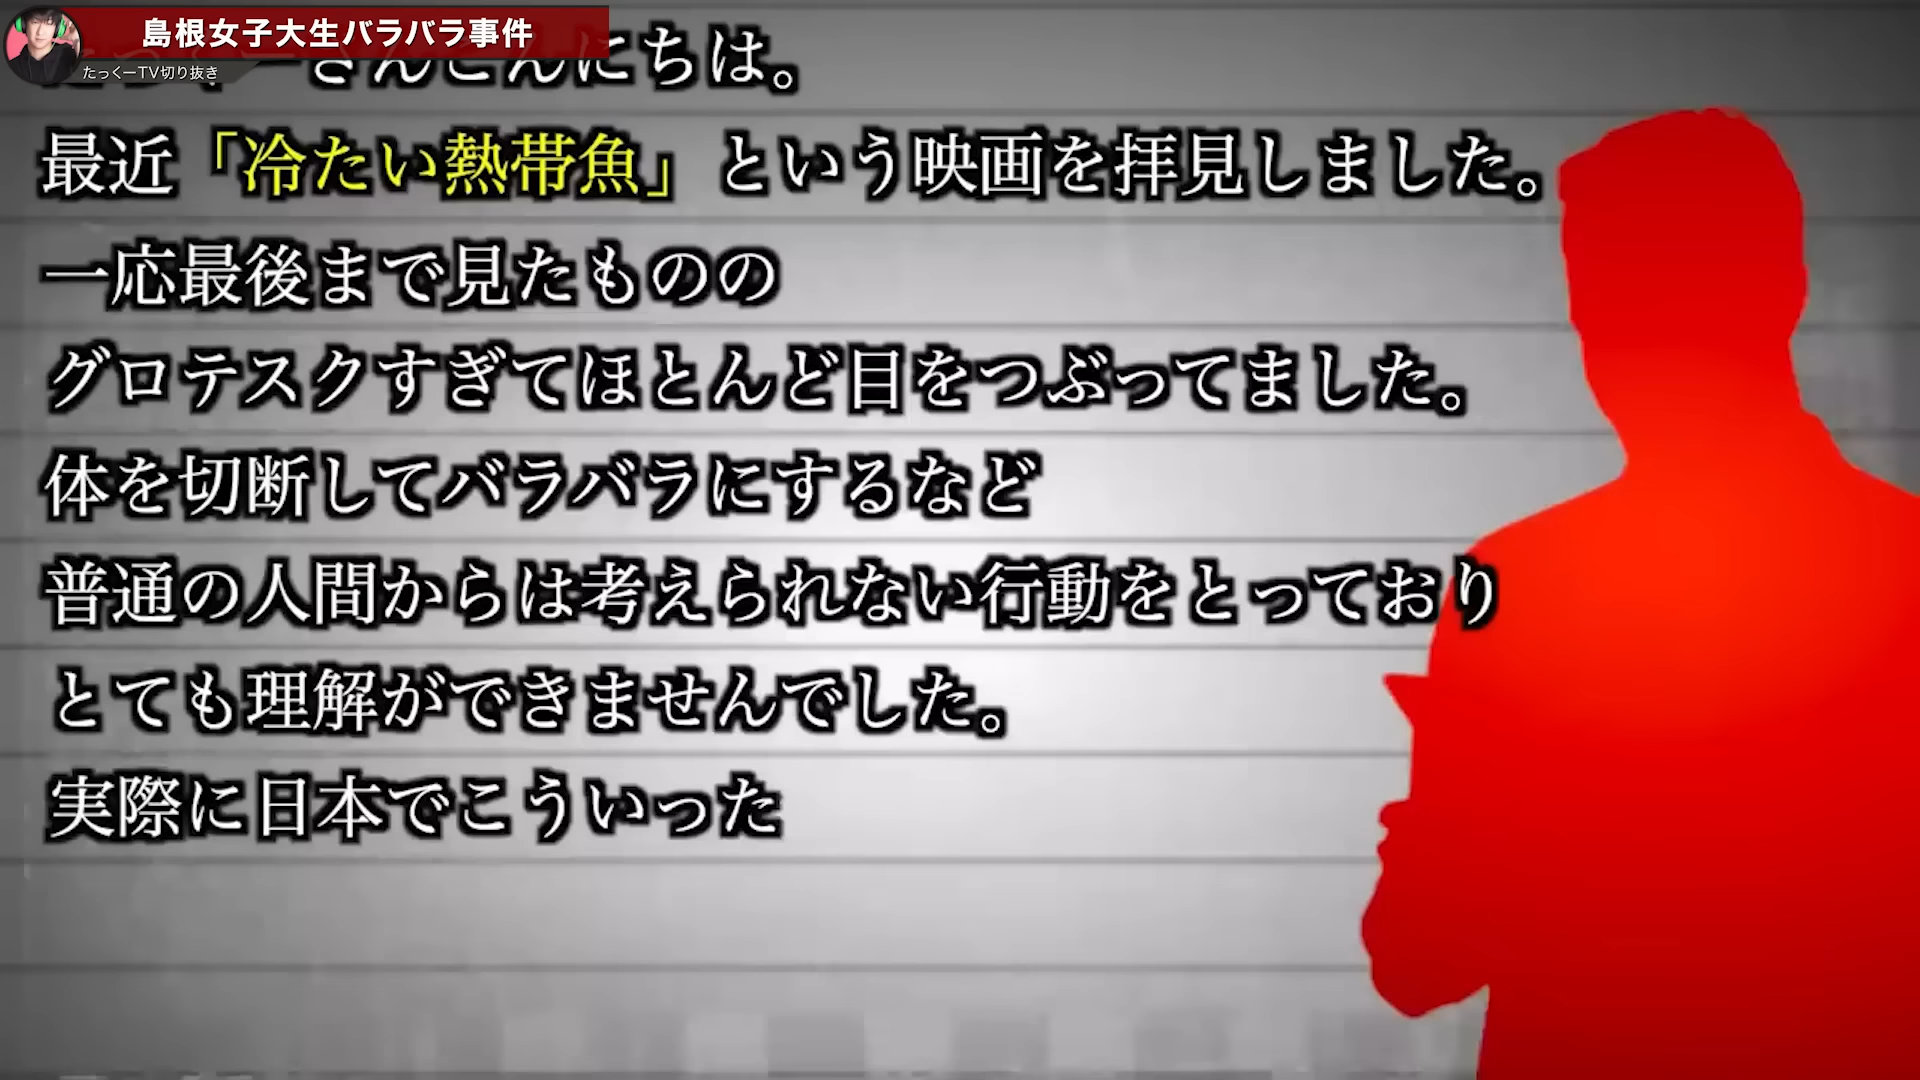 島根女子大生バラバラ事件
たっくーTV切り抜き
さんこんにちは。
最近「冷たい熱帯魚」という映画を拝見しました。
一応最後まで見たものの
グロテスクすぎてほとんど目をつぶってました。
体を切断してバラバラにするなど
普通の人間からは考えられない行動をとっており
とても理解ができませんでした。
実際に日本でこういった